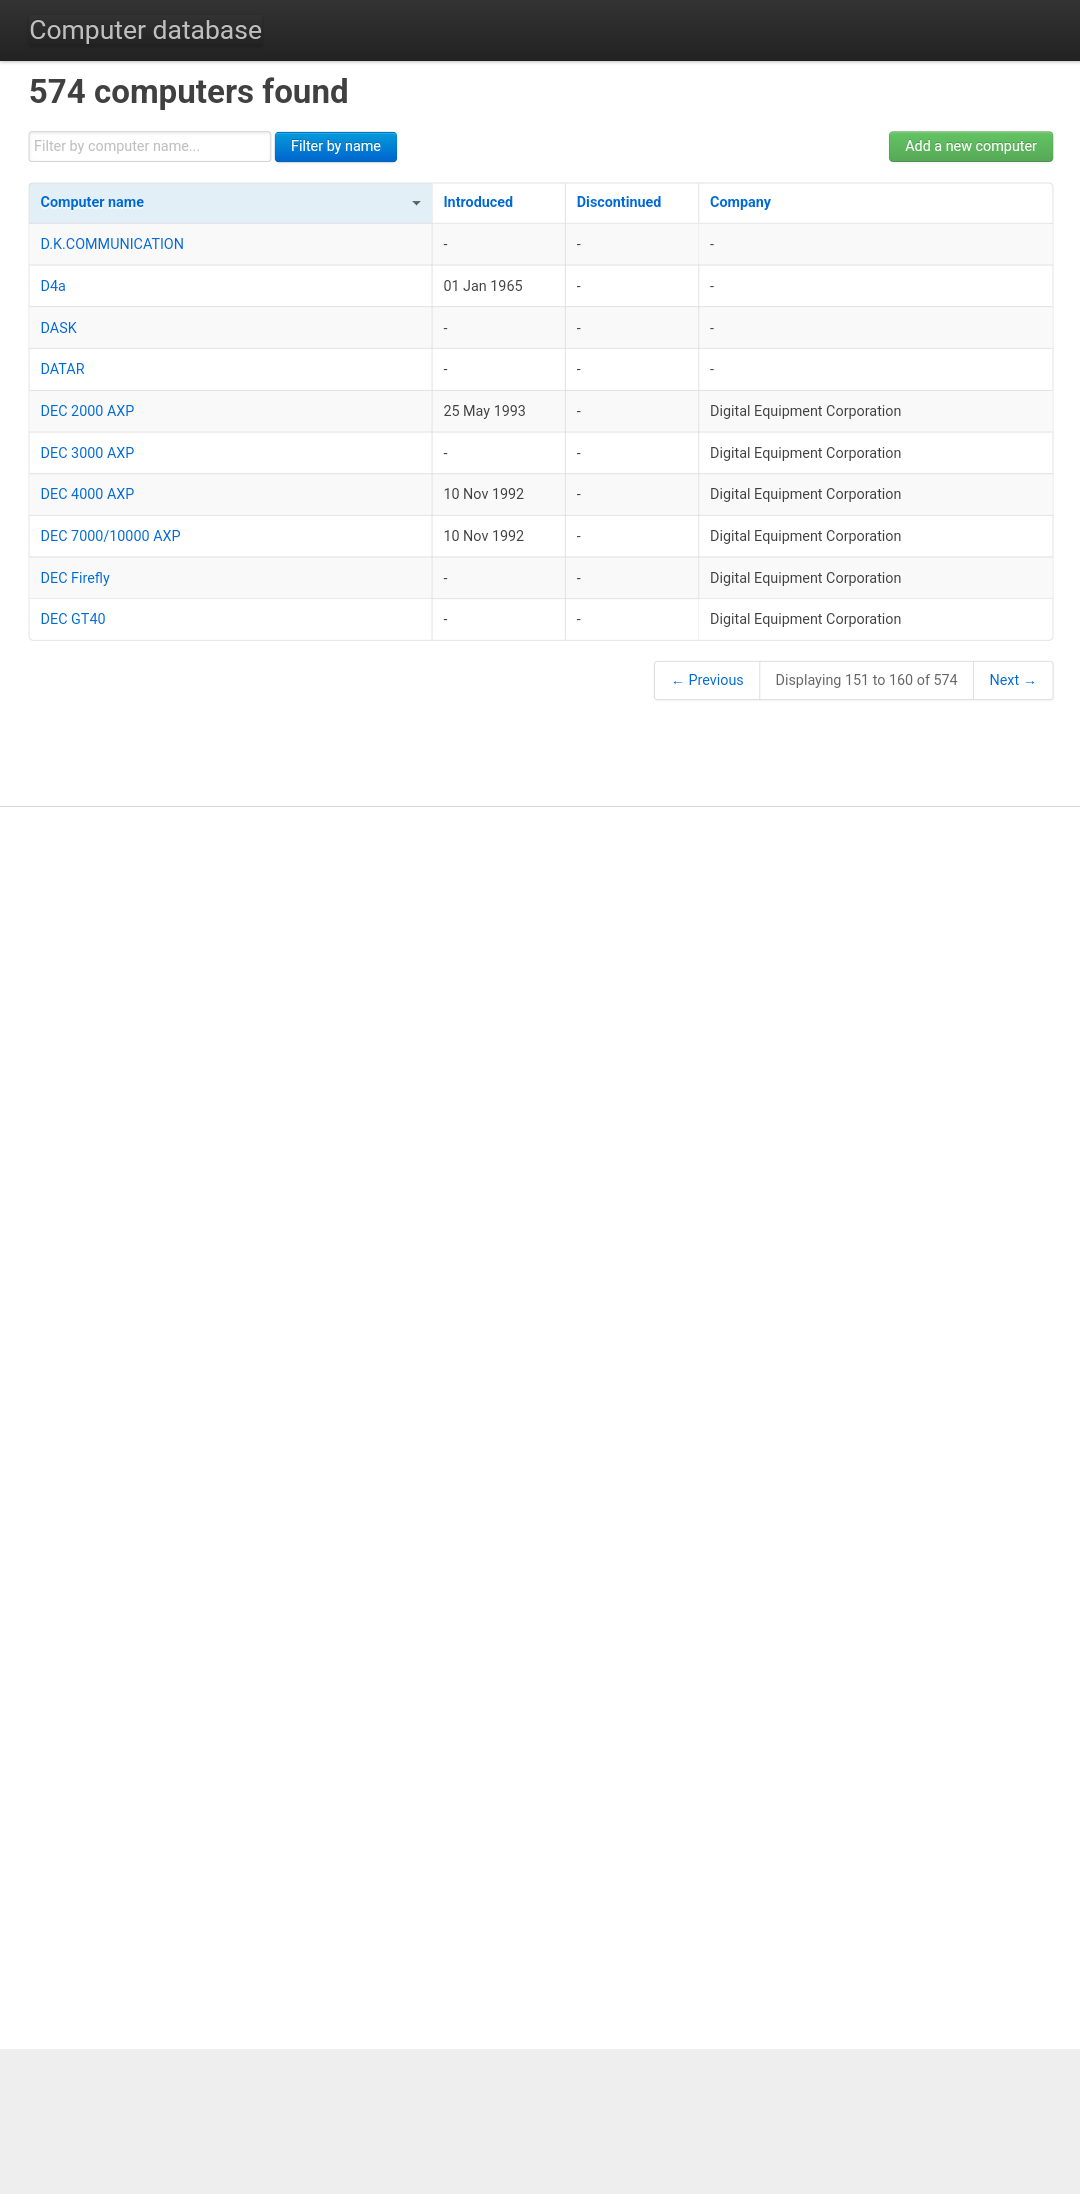 Computer database
574 computers found
Filter by computer name... Filter by name Add a new computer
Computer name Introduced Discontinued Company
D.K.COMMUNICATION - - -
D4a 01 Jan 1965 - -
DASK - - -
DATAR - - -
DEC 2000 AXP 25 May 1993 - Digital Equipment Corporation
DEC 3000 AXP - - Digital Equipment Corporation
DEC 4000 AXP 10 Nov 1992 - Digital Equipment Corporation
DEC 7000/10000 AXP 10 Nov 1992 - Digital Equipment Corporation
DEC Firefly - - Digital Equipment Corporation
DEC GT40 - - Digital Equipment Corporation
← Previous Displaying 151 to 160 of 574 Next →